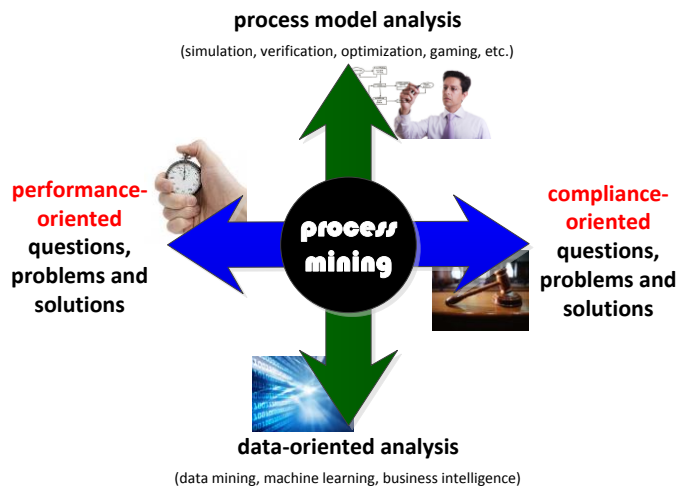 process model analysis
(simulation, verification, optimization, gaming, etc.)
performance-
oriented
questions,
problems and
solutions
process
mining
compliance-
oriented
questions,
problems and
solutions
data-oriented analysis
(data mining, machine learning, business intelligence)